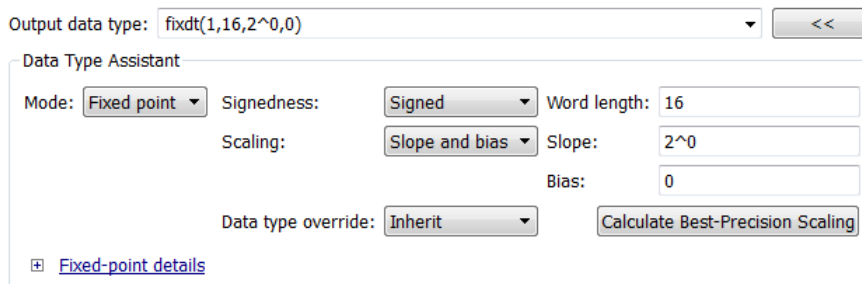 Output data type: fixdt(1,16,2^0,0) <<
Data Type Assistant
Mode: Fixed point Signedness: Signed Word length: 16
Scaling: Slope and bias Slope: 2^0
Bias: 0
Data type override: Inherit Calculate Best-Precision Scaling
Fixed-point details